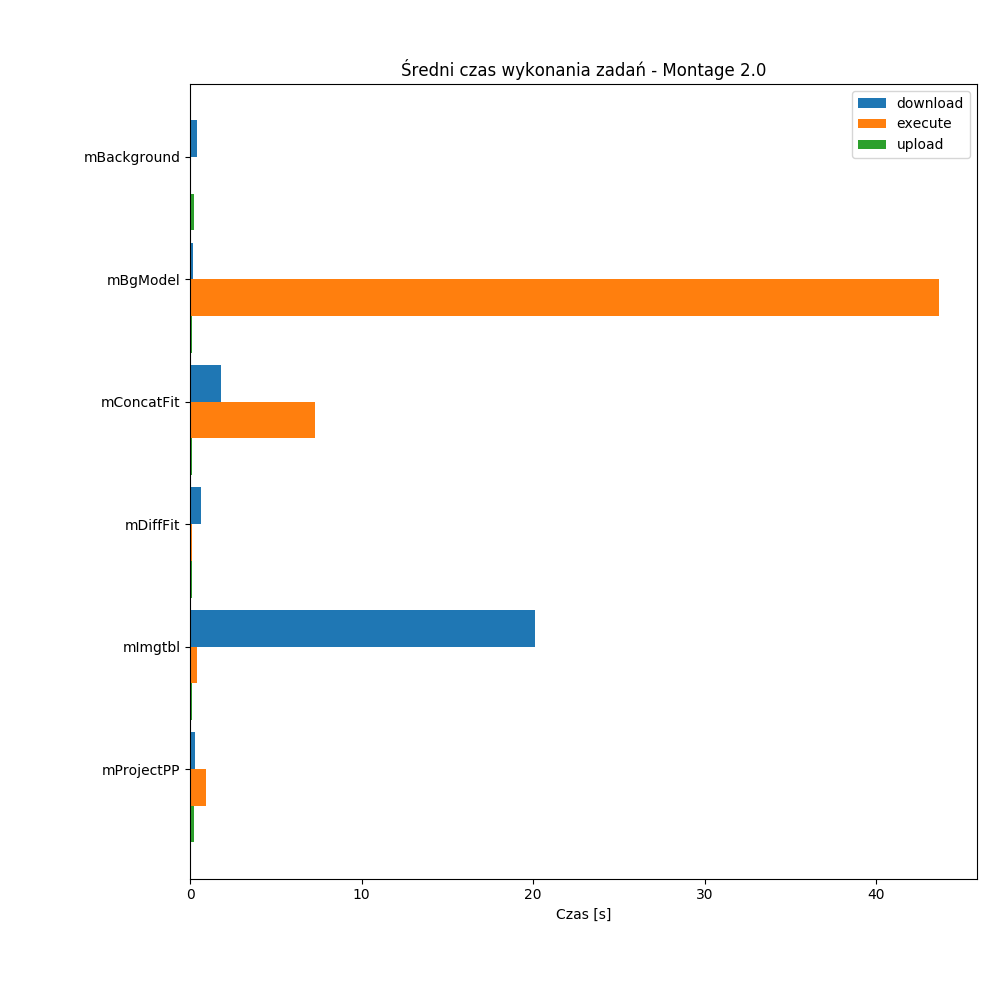 Średni czas wykonania zadań - Montage 2.0
download
execute
upload
mBackground
mBgModel
mConcatFit
mDiffFit
mImgtbl
mProjectPP
0 10 20 30 40
Czas [s]